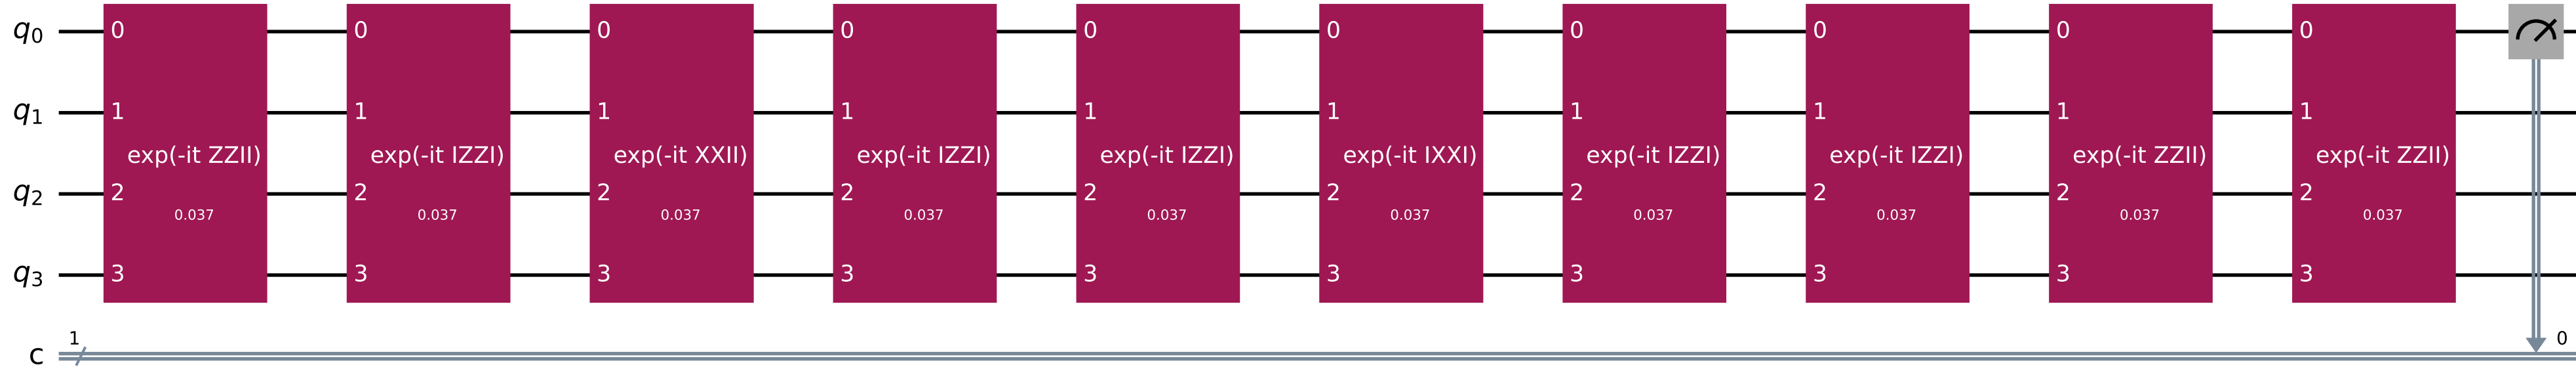 q0 0 0 0 0 0 0 0 0 0 0
q1 1 1 1 1 1 1 1 1 1 1
exp(-it ZZII) exp(-it IZZI) exp(-it XXII) exp(-it IZZI) exp(-it IZZI) exp(-it IXXI) exp(-it IZZI) exp(-it IZZI) exp(-it ZZII) exp(-it ZZII)
q2 2 2 2 2 2 2 2 2 2 2
0.037 0.037 0.037 0.037 0.037 0.037 0.037 0.037 0.037 0.037
q3 3 3 3 3 3 3 3 3 3 3
1 0
c